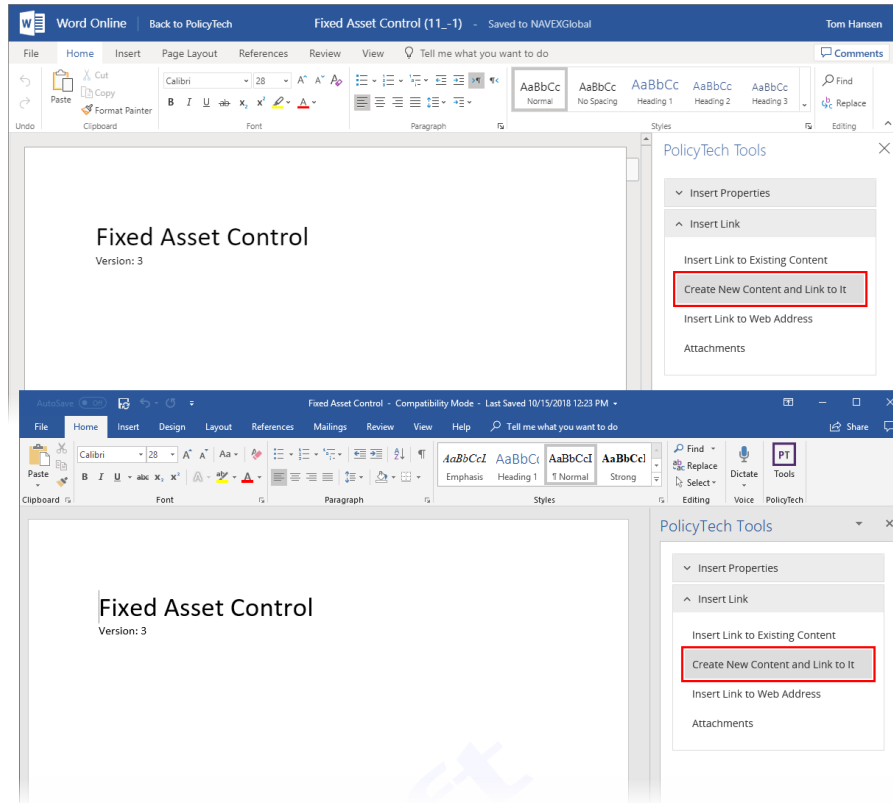 W Word Online Back to PolicyTech Fixed Asset Control (11_-1) - Saved to NAVEXGlobal Tom Hansen
File Home Insert Page Layout References Review View Tell me what you want to do Comments
Paste Cut Copy Format Painter
Calibri 28 A A
B I U abc x₂ x² A
AaBbCc AaBbCc AaBbCc AaBbCc AaBbCc
Normal No Spacing Heading 1 Heading 2 Heading 3
Find
Replace
Undo Clipboard Font Paragraph Styles Editing
PolicyTech Tools
Insert Properties
Insert Link
Fixed Asset Control
Version: 3
Insert Link to Existing Content
Create New Content and Link to It
Insert Link to Web Address
Attachments
AutoSave Off Fixed Asset Control - Compatibility Mode - Last Saved 10/15/2018 12:23 PM
File Home Insert Design Layout References Mailings Review View Help Tell me what you want to do Share
Paste
Calibri 28 A A Aa
B I U abc x₂ x² A aby A
AaBbCcI AaBbCc AaBbCcI AaBbCcl
Emphasis Heading 1 ¶ Normal Strong
Find
Replace
Select
Dictate
PT
Tools
Clipboard Font Paragraph Styles Editing Voice PolicyTech
PolicyTech Tools
Insert Properties
Insert Link
Fixed Asset Control
Version: 3
Insert Link to Existing Content
Create New Content and Link to It
Insert Link to Web Address
Attachments